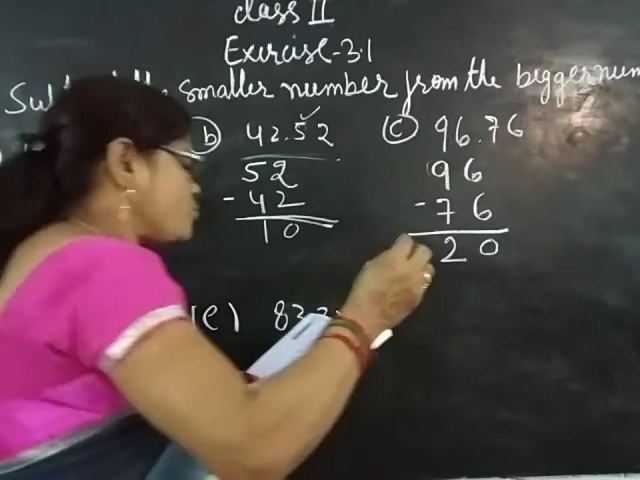 class II
Exercise-3.1
smaller number from the bigger num
b) 42.52
52
- 42
10
c) 96.76
96
- 76
20
(e) 83